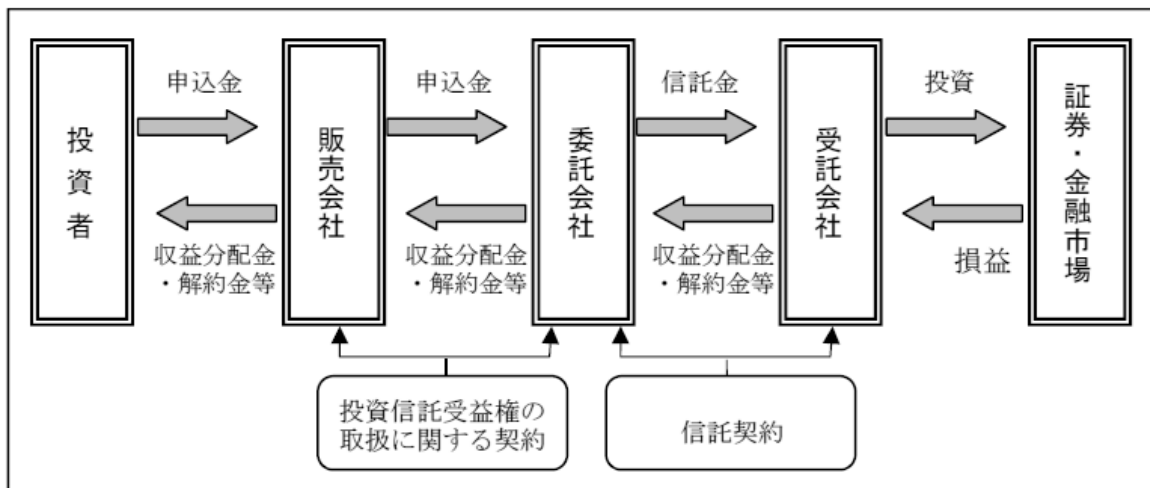 投資者
申込金
収益分配金
・解約金等
販売会社
申込金
収益分配金
・解約金等
委託会社
信託金
収益分配金
・解約金等
受託会社
投資
損益
証券・金融市場
投資信託受益権の
取扱に関する契約
信託契約